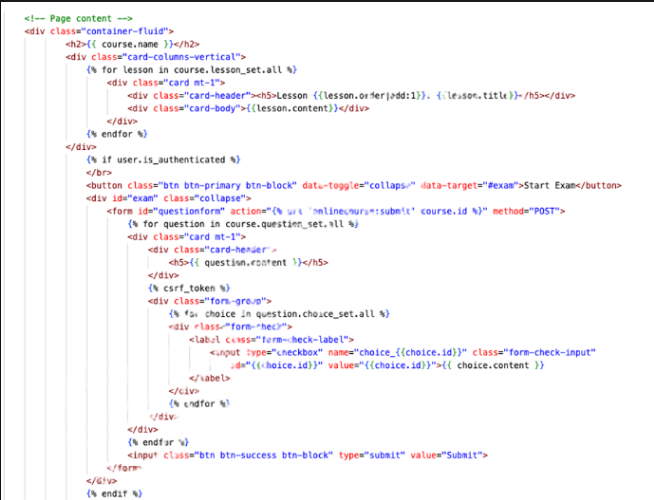 <!-- Page content -->
<div class="container-fluid">
<h2>{{ course.name }}</h2>
<div class="card-columns-vertical">
{% for lesson in course.lesson_set.all %}
<div class="card mt-1">
<div class="card-header"><h5>Lesson {{lesson.order|add:1}}. {{lesson.title}}</h5></div>
<div class="card-body">{{lesson.content}}</div>
</div>
{% endfor %}
</div>
{% if user.is_authenticated %}
</br>
<button class="btn btn-primary btn-block" data-toggle="collapse" data-target="#exam">Start Exam</button>
<div id="exam" class="collapse">
<form id="questionform" action="{% url 'onlinecourse:submit' course.id %}" method="POST">
{% for question in course.question_set.all %}
<div class="card mt-1">
<div class="card-header">
<h5>{{ question.content }}</h5>
</div>
{% csrf_token %}
<div class="form-group">
{% for choice in question.choice_set.all %}
<div class="form-check">
<label class="form-check-label">
<input type="checkbox" name="choice_{{choice.id}}" class="form-check-input"
id="{{choice.id}}" value="{{choice.id}}">{{ choice.content }}
</label>
</div>
{% endfor %}
</div>
</div>
{% endfor %}
<input class="btn btn-success btn-block" type="submit" value="Submit">
</form>
</div>
{% endif %}